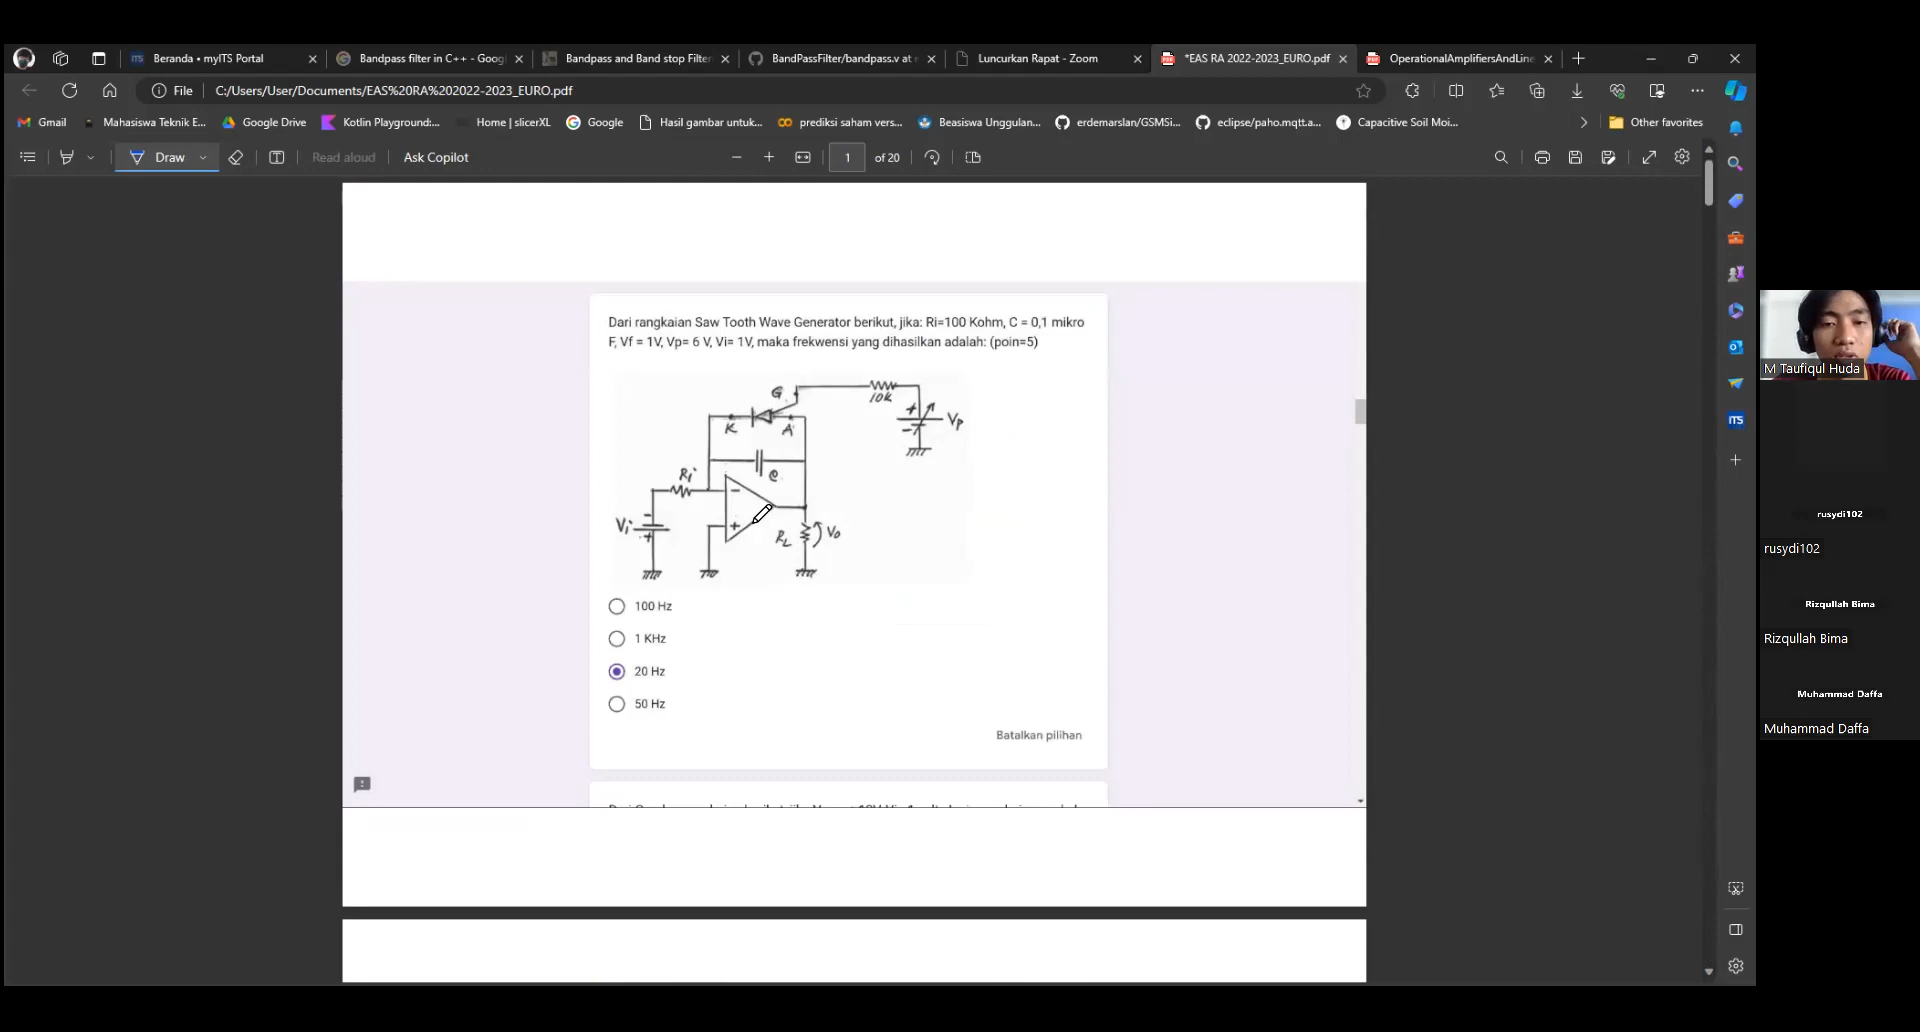 Beranda • myITS Portal
Bandpass filter in C++ - Goog
Bandpass and Band stop Filter
BandPassFilter/bandpass.v at
Luncurkan Rapat - Zoom
*EAS RA 2022-2023_EURO.pdf
OperationalAmplifiersAndLine
File
C:/Users/User/Documents/EAS%20RA%202022-2023_EURO.pdf
Gmail
Mahasiswa Teknik E...
Google Drive
Kotlin Playground:...
Home | slicerXL
Google
Hasil gambar untuk...
prediksi saham vers...
Beasiswa Unggulan...
erdemarslan/GSMSi...
eclipse/paho.mqtt.a...
Capacitive Soil Moi...
Other favorites
Draw
Read aloud
Ask Copilot
1
of 20
Dari rangkaian Saw Tooth Wave Generator berikut, jika: Ri=100 Kohm, C = 0,1 mikro
F, Vf = 1V, Vp= 6 V, Vi= 1V, maka frekwensi yang dihasilkan adalah: (poin=5)
G
10K
+
-
Vp
K
A
C
Ri
-
+
Vi
-
+
RL
Vo
100 Hz
1 KHz
20 Hz
50 Hz
Batalkan pilihan
M Taufiqul Huda
rusydi102
rusydi102
Rizqullah Bima
Rizqullah Bima
Muhammad Daffa
Muhammad Daffa
ITS
ITS